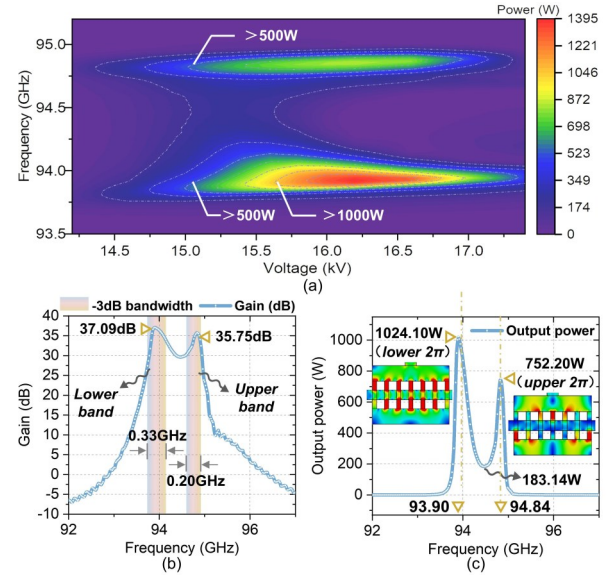 Power (W)
95.0
94.5
94.0
93.5
Frequency (GHz)
>500W
>500W
>1000W
1395
1220
1046
872
697
523
349
174
0
14.5 15.0 15.5 16.0 16.5 17.0
Voltage (kV)
(a)
-3dB bandwidth Gain (dB)
40
35
30
25
20
15
10
5
0
-5
-10
Gain (dB)
37.09dB
35.75dB
Lower band
Upper band
0.33GHz
0.20GHz
92 94 96
Frequency (GHz)
(b)
Output power
1000
800
600
400
200
0
Output power (W)
1024.10W
(lower 2π)
752.20W
(upper 2π)
183.14W
93.90
94.84
92 94 96
Frequency (GHz)
(c)